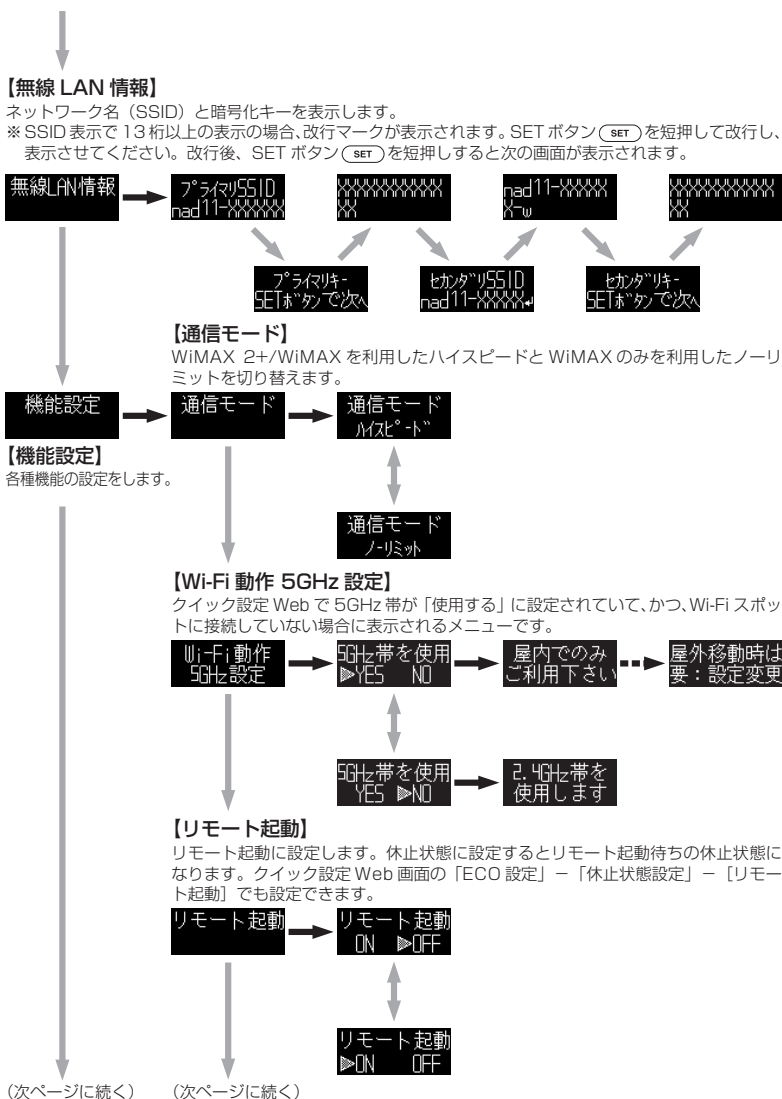 【無線 LAN 情報】
ネットワーク名（SSID）と暗号化キーを表示します。
※ SSID 表示で 13 桁以上の表示の場合、改行マークが表示されます。SET ボタン（SET）を短押しして改行し、
表示させてください。改行後、SET ボタン（SET）を短押しすると次の画面が表示されます。
無線LAN情報
プライマリSSID
nad11-XXXXXX
XXXXXXXXXXX
XX
nad11-XXXXX
X-w
XXXXXXXXXXX
XX
プライマリキー
SETボタンで次へ
セカンダリSSID
nad11-XXXXX↵
セカンダリキー
SETボタンで次へ
【通信モード】
WiMAX 2+/WiMAX を利用したハイスピードと WiMAX のみを利用したノーリ
ミットを切り替えます。
機能設定
通信モード
通信モード
ハイスピード
【機能設定】
各種機能の設定をします。
通信モード
ノーリミット
【Wi-Fi 動作 5GHz 設定】
クイック設定 Web で 5GHz 帯が「使用する」に設定されていて、かつ、Wi-Fi スポッ
トに接続していない場合に表示されるメニューです。
Wi-Fi動作
5GHz設定
5GHz帯を使用
▶YES NO
屋内でのみ
ご利用下さい
屋外移動時は
要：設定変更
5GHz帯を使用
YES ▶NO
2.4GHz帯を
使用します
【リモート起動】
リモート起動に設定します。休止状態に設定するとリモート起動待ちの休止状態に
なります。クイック設定 Web 画面の「ECO 設定」－「休止状態設定」－［リモー
ト起動］でも設定できます。
リモート起動
リモート起動
ON ▶OFF
リモート起動
▶ON OFF
（次ページに続く） （次ページに続く）